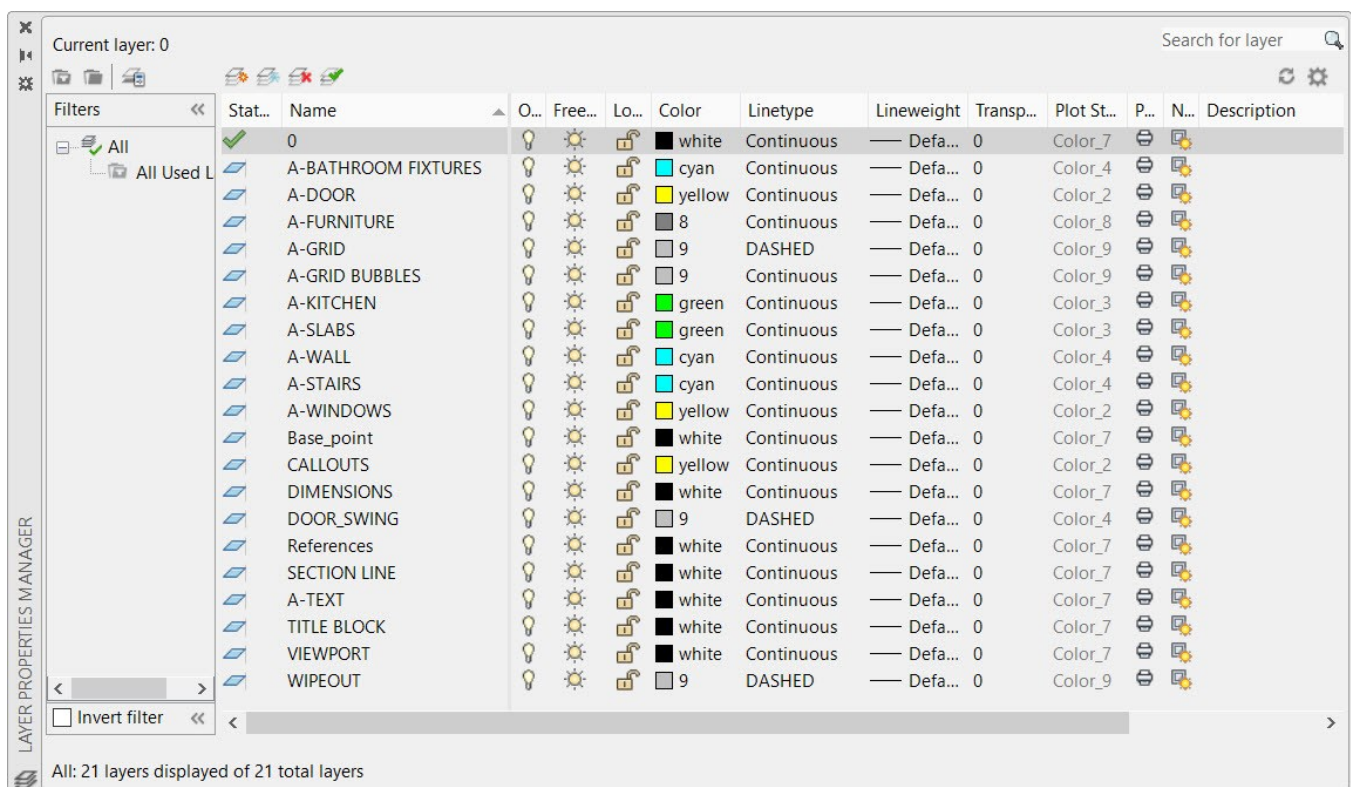 Current layer: 0
Search for layer
Filters << Stat... Name O... Free... Lo... Color Linetype Lineweight Transp... Plot St... P... N... Description
All
All Used L
0 white Continuous Defa... 0 Color_7
A-BATHROOM FIXTURES cyan Continuous Defa... 0 Color_4
A-DOOR yellow Continuous Defa... 0 Color_2
A-FURNITURE 8 Continuous Defa... 0 Color_8
A-GRID 9 DASHED Defa... 0 Color_9
A-GRID BUBBLES 9 Continuous Defa... 0 Color_9
A-KITCHEN green Continuous Defa... 0 Color_3
A-SLABS green Continuous Defa... 0 Color_3
A-WALL cyan Continuous Defa... 0 Color_4
A-STAIRS cyan Continuous Defa... 0 Color_4
A-WINDOWS yellow Continuous Defa... 0 Color_2
Base_point white Continuous Defa... 0 Color_7
CALLOUTS yellow Continuous Defa... 0 Color_2
DIMENSIONS white Continuous Defa... 0 Color_7
DOOR_SWING 9 DASHED Defa... 0 Color_4
References white Continuous Defa... 0 Color_7
SECTION LINE white Continuous Defa... 0 Color_7
A-TEXT white Continuous Defa... 0 Color_7
TITLE BLOCK white Continuous Defa... 0 Color_7
VIEWPORT white Continuous Defa... 0 Color_7
WIPEOUT 9 DASHED Defa... 0 Color_9
Invert filter <<
All: 21 layers displayed of 21 total layers
LAYER PROPERTIES MANAGER